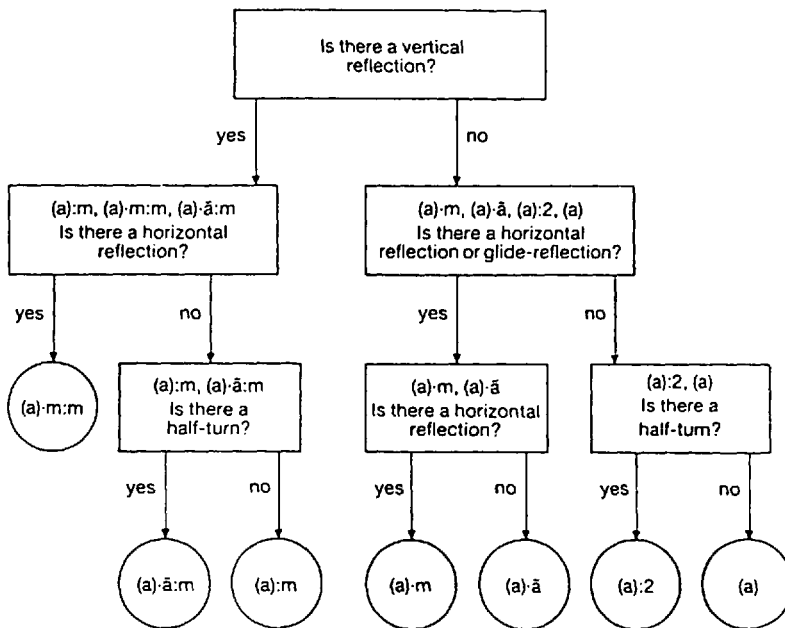 Is there a vertical
reflection?
yes
no
(a):m, (a)·m:m, (a)·ā:m
Is there a horizontal
reflection?
(a)·m, (a)·ã, (a):2, (a)
Is there a horizontal
reflection or glide-reflection?
yes
no
yes
no
(a)·m:m
(a):m, (a)·ā:m
Is there a
half-turn?
(a)·m, (a)·ã
Is there a horizontal
reflection?
(a):2, (a)
Is there a
half-turn?
yes
no
yes
no
yes
no
(a)·ā:m
(a):m
(a)·m
(a)·ã
(a):2
(a)